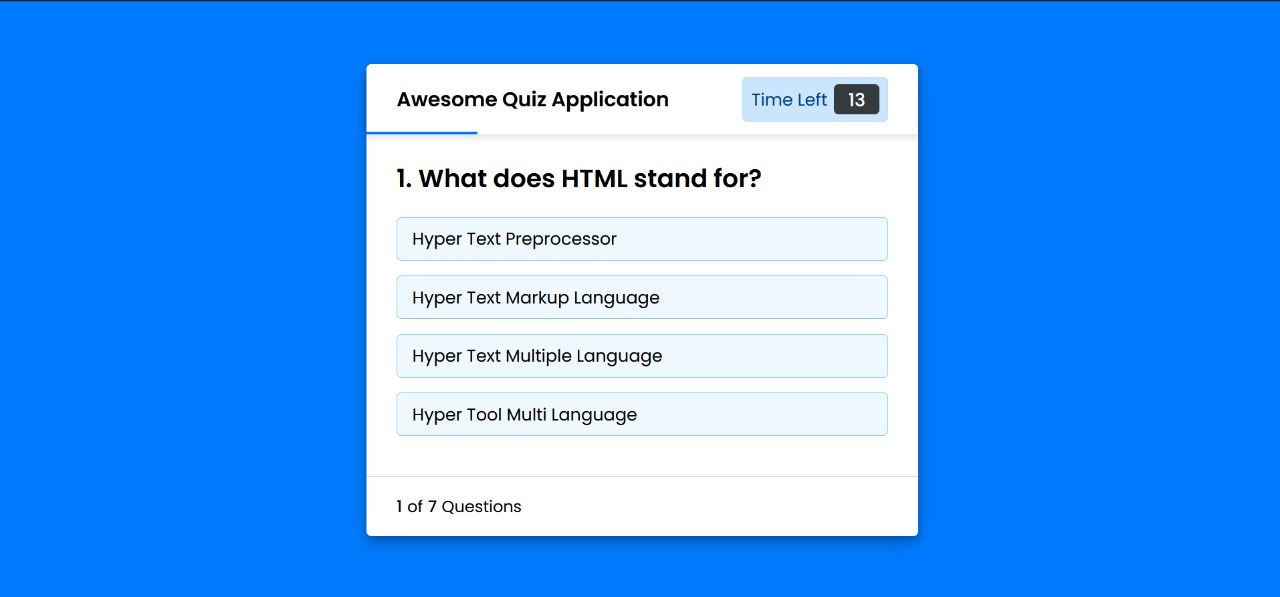 Awesome Quiz Application
Time Left 13
1. What does HTML stand for?
Hyper Text Preprocessor
Hyper Text Markup Language
Hyper Text Multiple Language
Hyper Tool Multi Language
1 of 7 Questions